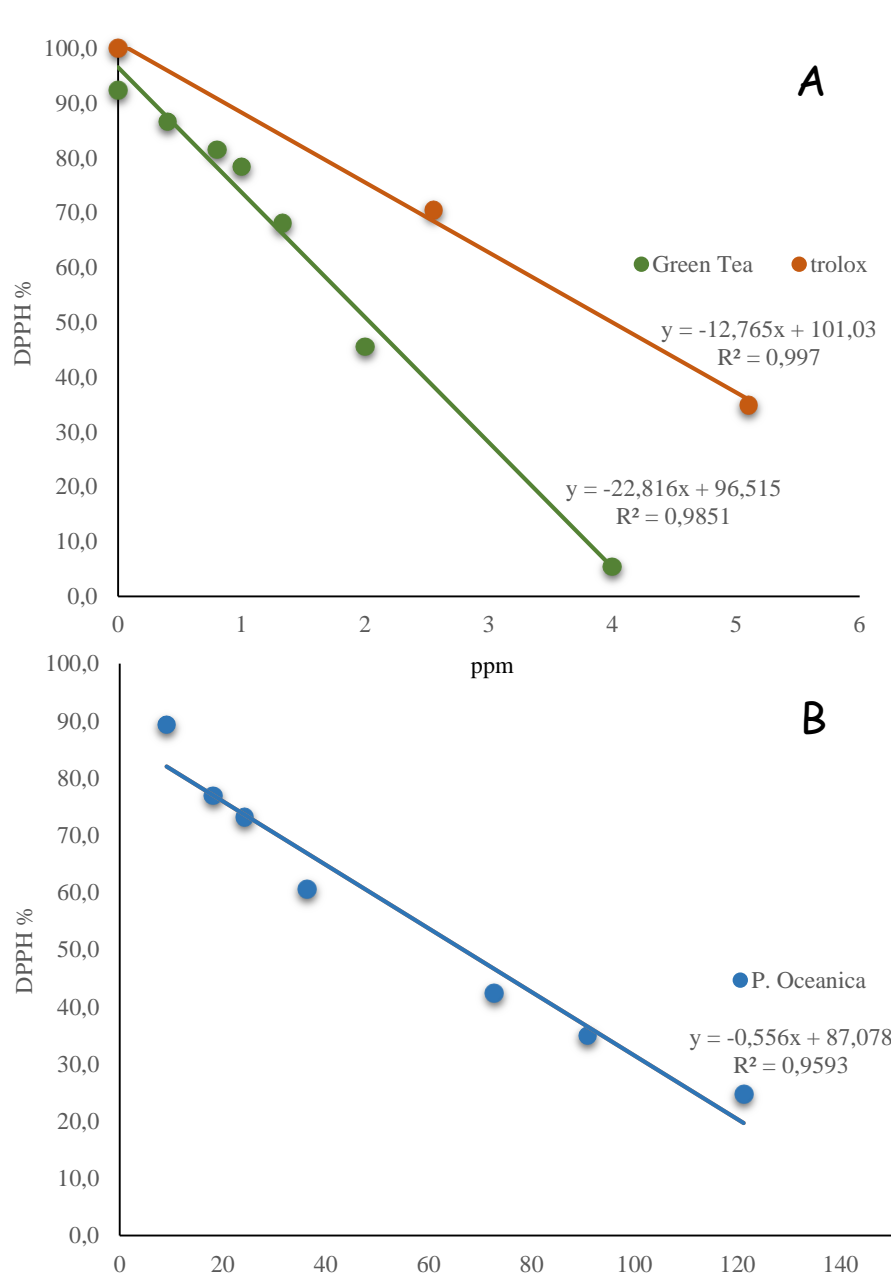 A
100,0
90,0
80,0
70,0
60,0
50,0
40,0
30,0
20,0
10,0
0,0
DPPH %
Green Tea trolox
y = -12,765x + 101,03
R² = 0,997
y = -22,816x + 96,515
R² = 0,9851
0 1 2 3 4 5 6
ppm
B
100,0
90,0
80,0
70,0
60,0
50,0
40,0
30,0
20,0
10,0
0,0
DPPH %
P. Oceanica
y = -0,556x + 87,078
R² = 0,9593
0 20 40 60 80 100 120 140